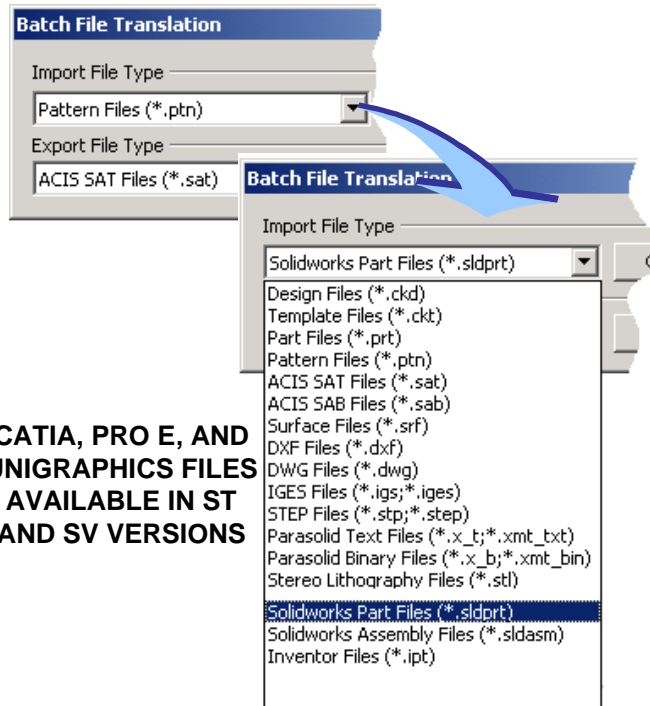 Batch File Translation
Import File Type
Pattern Files (*.ptn)
Export File Type
ACIS SAT Files (*.sat)
Batch File Translation
Import File Type
Solidworks Part Files (*.sldprt)
Design Files (*.ckd)
Template Files (*.ckt)
Part Files (*.prt)
Pattern Files (*.ptn)
ACIS SAT Files (*.sat)
ACIS SAB Files (*.sab)
Surface Files (*.srf)
DXF Files (*.dxf)
DWG Files (*.dwg)
IGES Files (*.igs;*.iges)
STEP Files (*.stp;*.step)
Parasolid Text Files (*.x_t;*.xmt_txt)
Parasolid Binary Files (*.x_b;*.xmt_bin)
Stereo Lithography Files (*.stl)
Solidworks Part Files (*.sldprt)
Solidworks Assembly Files (*.sldasm)
Inventor Files (*.ipt)
CATIA, PRO E, AND
UNIGRAPHICS FILES
AVAILABLE IN ST
AND SV VERSIONS